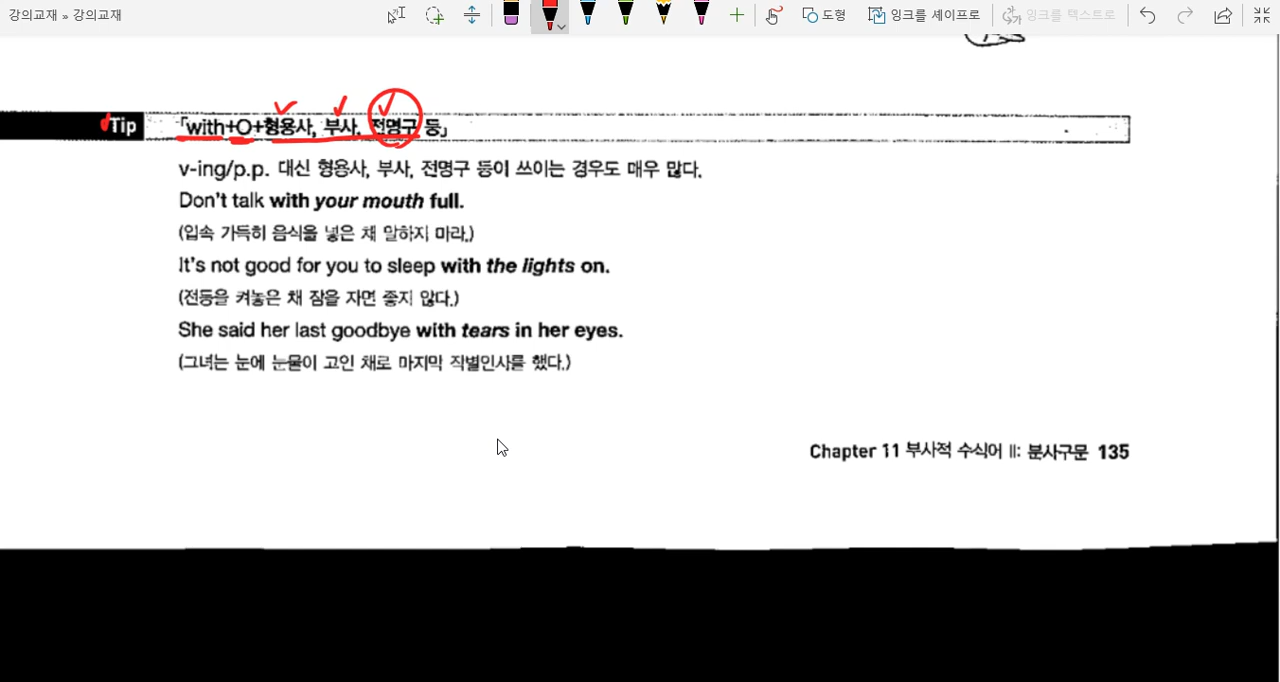 강의교재 » 강의교재
도형
잉크를 셰이프로
잉크를 텍스트로
Tip
「with+O+형용사, 부사, 전명구 등」
v-ing/p.p. 대신 형용사, 부사, 전명구 등이 쓰이는 경우도 매우 많다.
Don't talk with your mouth full.
(입속 가득히 음식을 넣은 채 말하지 마라.)
It's not good for you to sleep with the lights on.
(전등을 켜놓은 채 잠을 자면 좋지 않다.)
She said her last goodbye with tears in her eyes.
(그녀는 눈에 눈물이 고인 채로 마지막 작별인사를 했다.)
Chapter 11 부사적 수식어 II: 분사구문 135